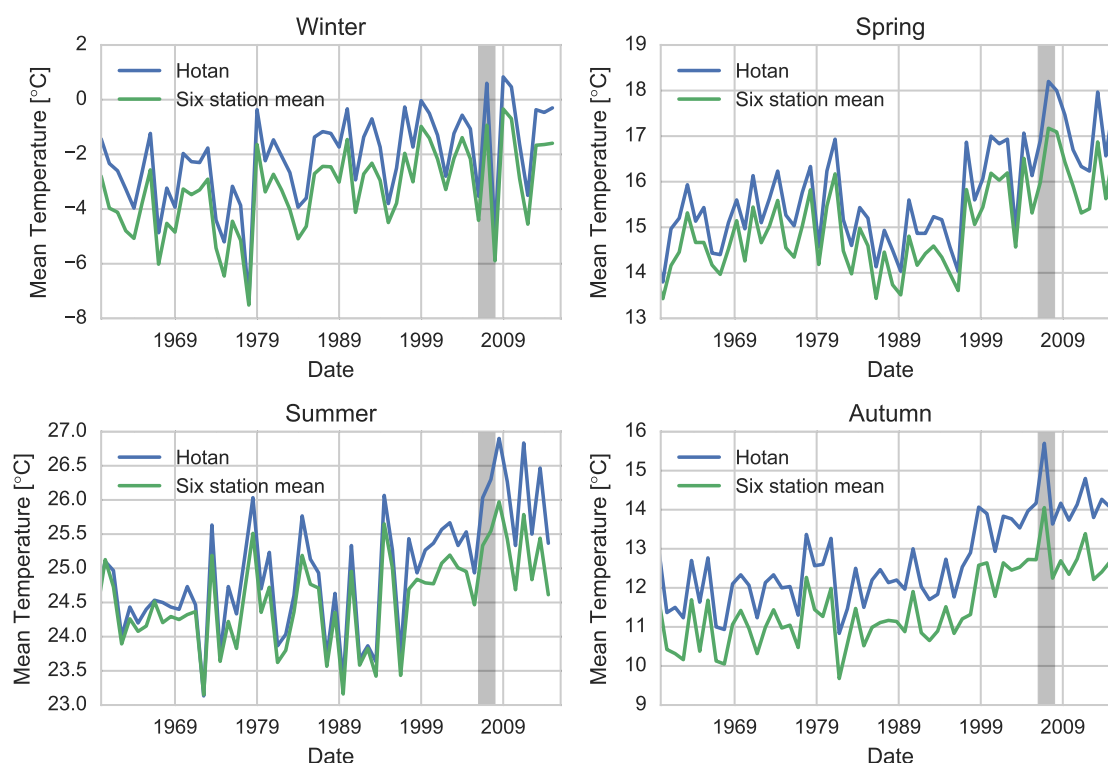 Winter
Mean Temperature [°C]
2
0
−2
−4
−6
−8
Hotan
Six station mean
1969 1979 1989 1999 2009
Date
Spring
Mean Temperature [°C]
19
18
17
16
15
14
13
Hotan
Six station mean
1969 1979 1989 1999 2009
Date
Summer
Mean Temperature [°C]
27.0
26.5
26.0
25.5
25.0
24.5
24.0
23.5
23.0
Hotan
Six station mean
1969 1979 1989 1999 2009
Date
Autumn
Mean Temperature [°C]
16
15
14
13
12
11
10
9
Hotan
Six station mean
1969 1979 1989 1999 2009
Date